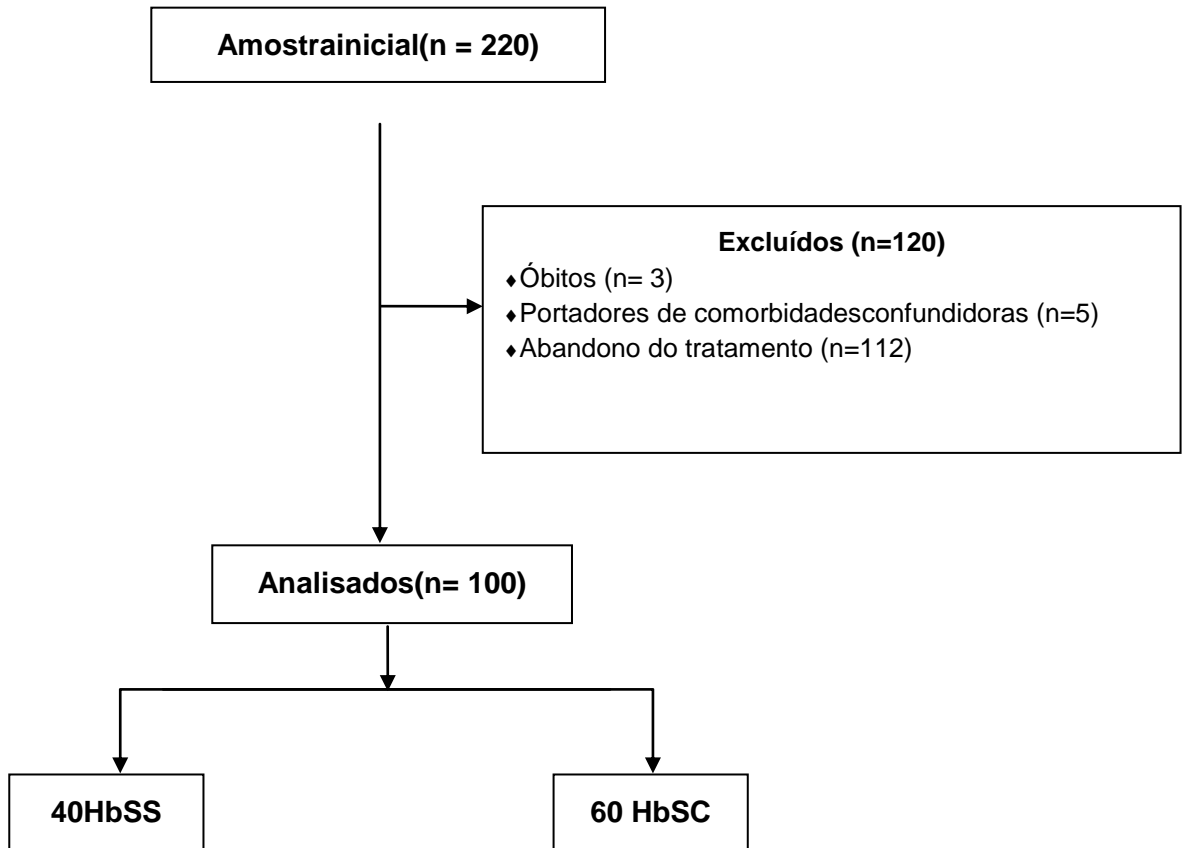 Amostrainicial(n = 220)
Excluídos (n=120)
♦Óbitos (n= 3)
♦Portadores de comorbidadesconfundidoras (n=5)
♦Abandono do tratamento (n=112)
Analisados(n= 100)
40HbSS
60 HbSC